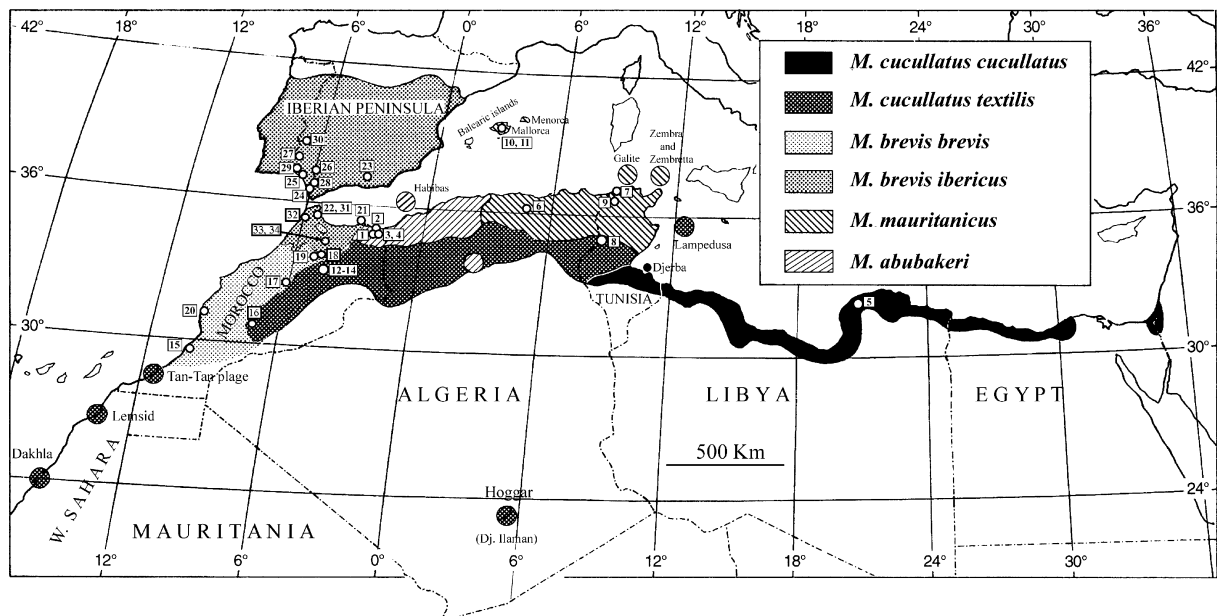 42° 18° 12° 6° 0° 6° 12° 18° 24° 30° 36°
M. cucullatus cucullatus
M. cucullatus textilis
M. brevis brevis
M. brevis ibericus
M. mauritanicus
M. abubakeri
42°
IBERIAN PENINSULA
Balearic islands
Menorca
Mallorca
10, 11
Zembra
and
Zembretta
Galite
30
27
29
26
23
25
28
24
36°
36°
Habibas
7
9
6
22, 31
32
21
2
1
3, 4
33, 34
8
Lampedusa
19
18
12-14
17
Djerba
MOROCCO
TUNISIA
5
20
16
30°
30°
15
Tan-Tan plage
ALGERIA
LIBYA
EGYPT
Lemsid
Dakhla
W. SAHARA
500 Km
24°
Hoggar
(Dj. Ilaman)
MAURITANIA
12° 6° 0° 6° 12° 18° 24° 30°